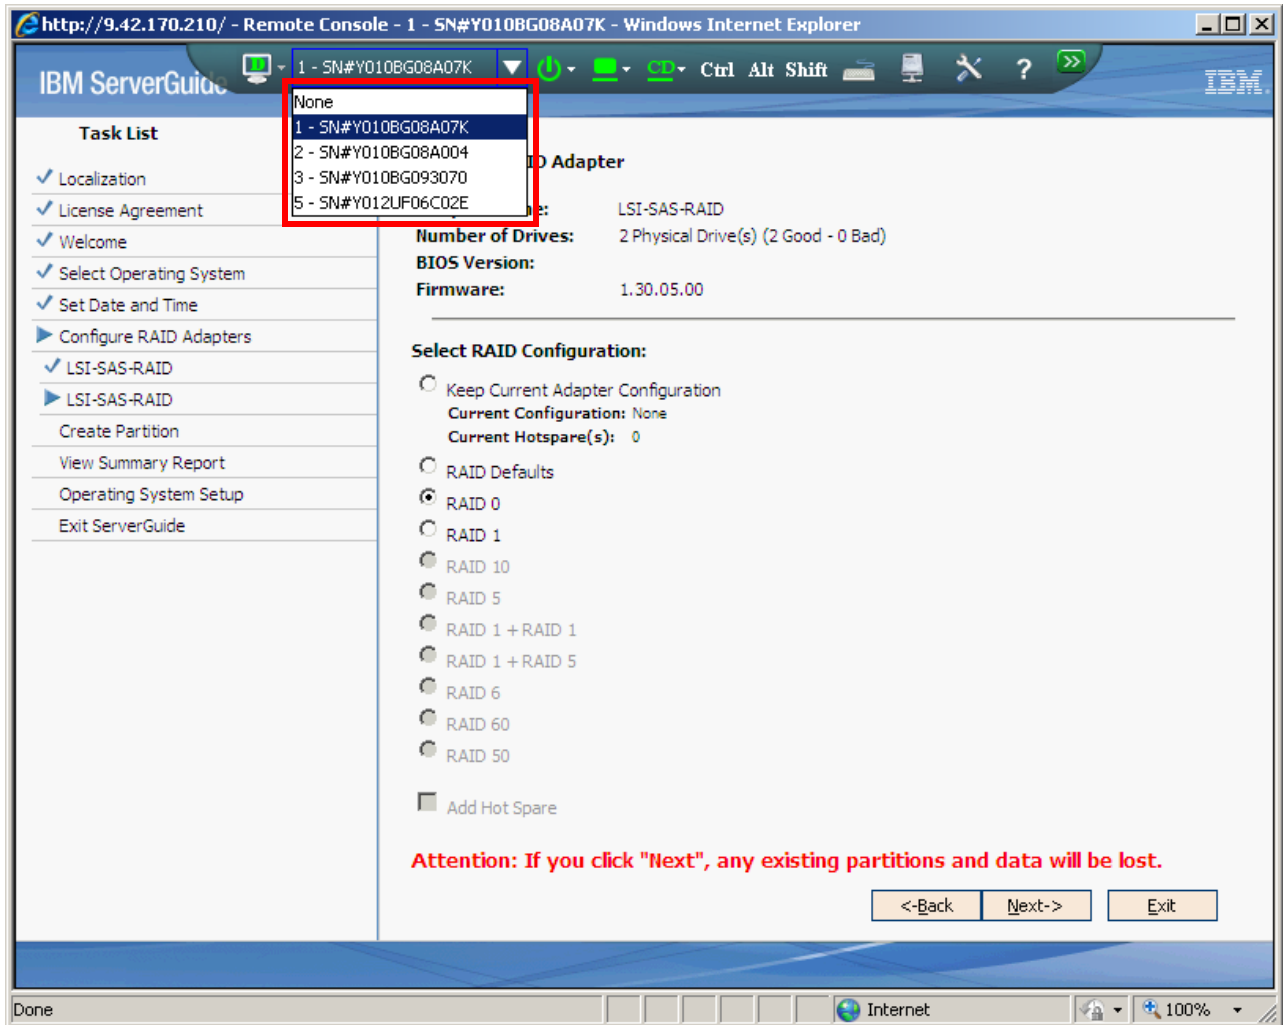 http://9.42.170.210/ - Remote Console - 1 - SN#Y010BG08A07K - Windows Internet Explorer
IBM ServerGuide
1 - SN#Y010BG08A07K
CD
Ctrl Alt Shift
?
IBM.
None
1 - SN#Y010BG08A07K
2 - SN#Y010BG08A004
3 - SN#Y010BG093070
5 - SN#Y012UF06C02E
Task List
Localization
License Agreement
Welcome
Select Operating System
Set Date and Time
Configure RAID Adapters
LSI-SAS-RAID
LSI-SAS-RAID
Create Partition
View Summary Report
Operating System Setup
Exit ServerGuide
Adapter
LSI-SAS-RAID
Number of Drives: 2 Physical Drive(s) (2 Good - 0 Bad)
BIOS Version:
Firmware: 1.30.05.00
Select RAID Configuration:
Keep Current Adapter Configuration
Current Configuration: None
Current Hotspare(s): 0
RAID Defaults
RAID 0
RAID 1
RAID 10
RAID 5
RAID 1 + RAID 1
RAID 1 + RAID 5
RAID 6
RAID 60
RAID 50
Add Hot Spare
Attention: If you click "Next", any existing partitions and data will be lost.
<-Back Next-> Exit
Done
Internet
100%